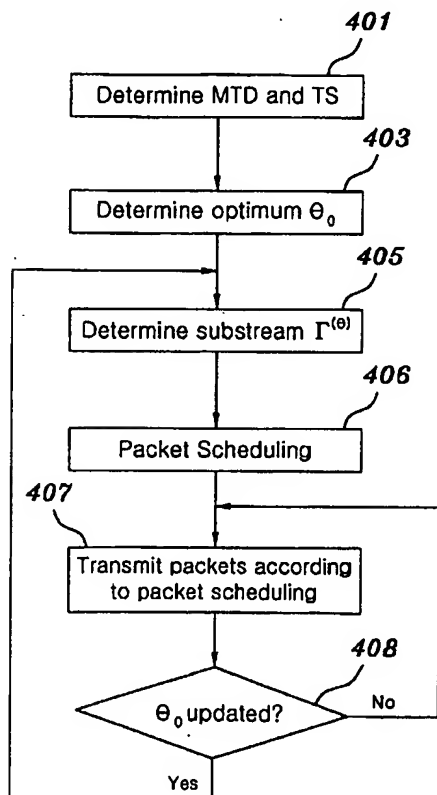 401
Determine MTD and TS
403
Determine optimum Θ₀
405
Determine substream Γ⁽ᶿ⁾
406
Packet Scheduling
407
Transmit packets according
to packet scheduling
408
Θ₀ updated?
No
Yes